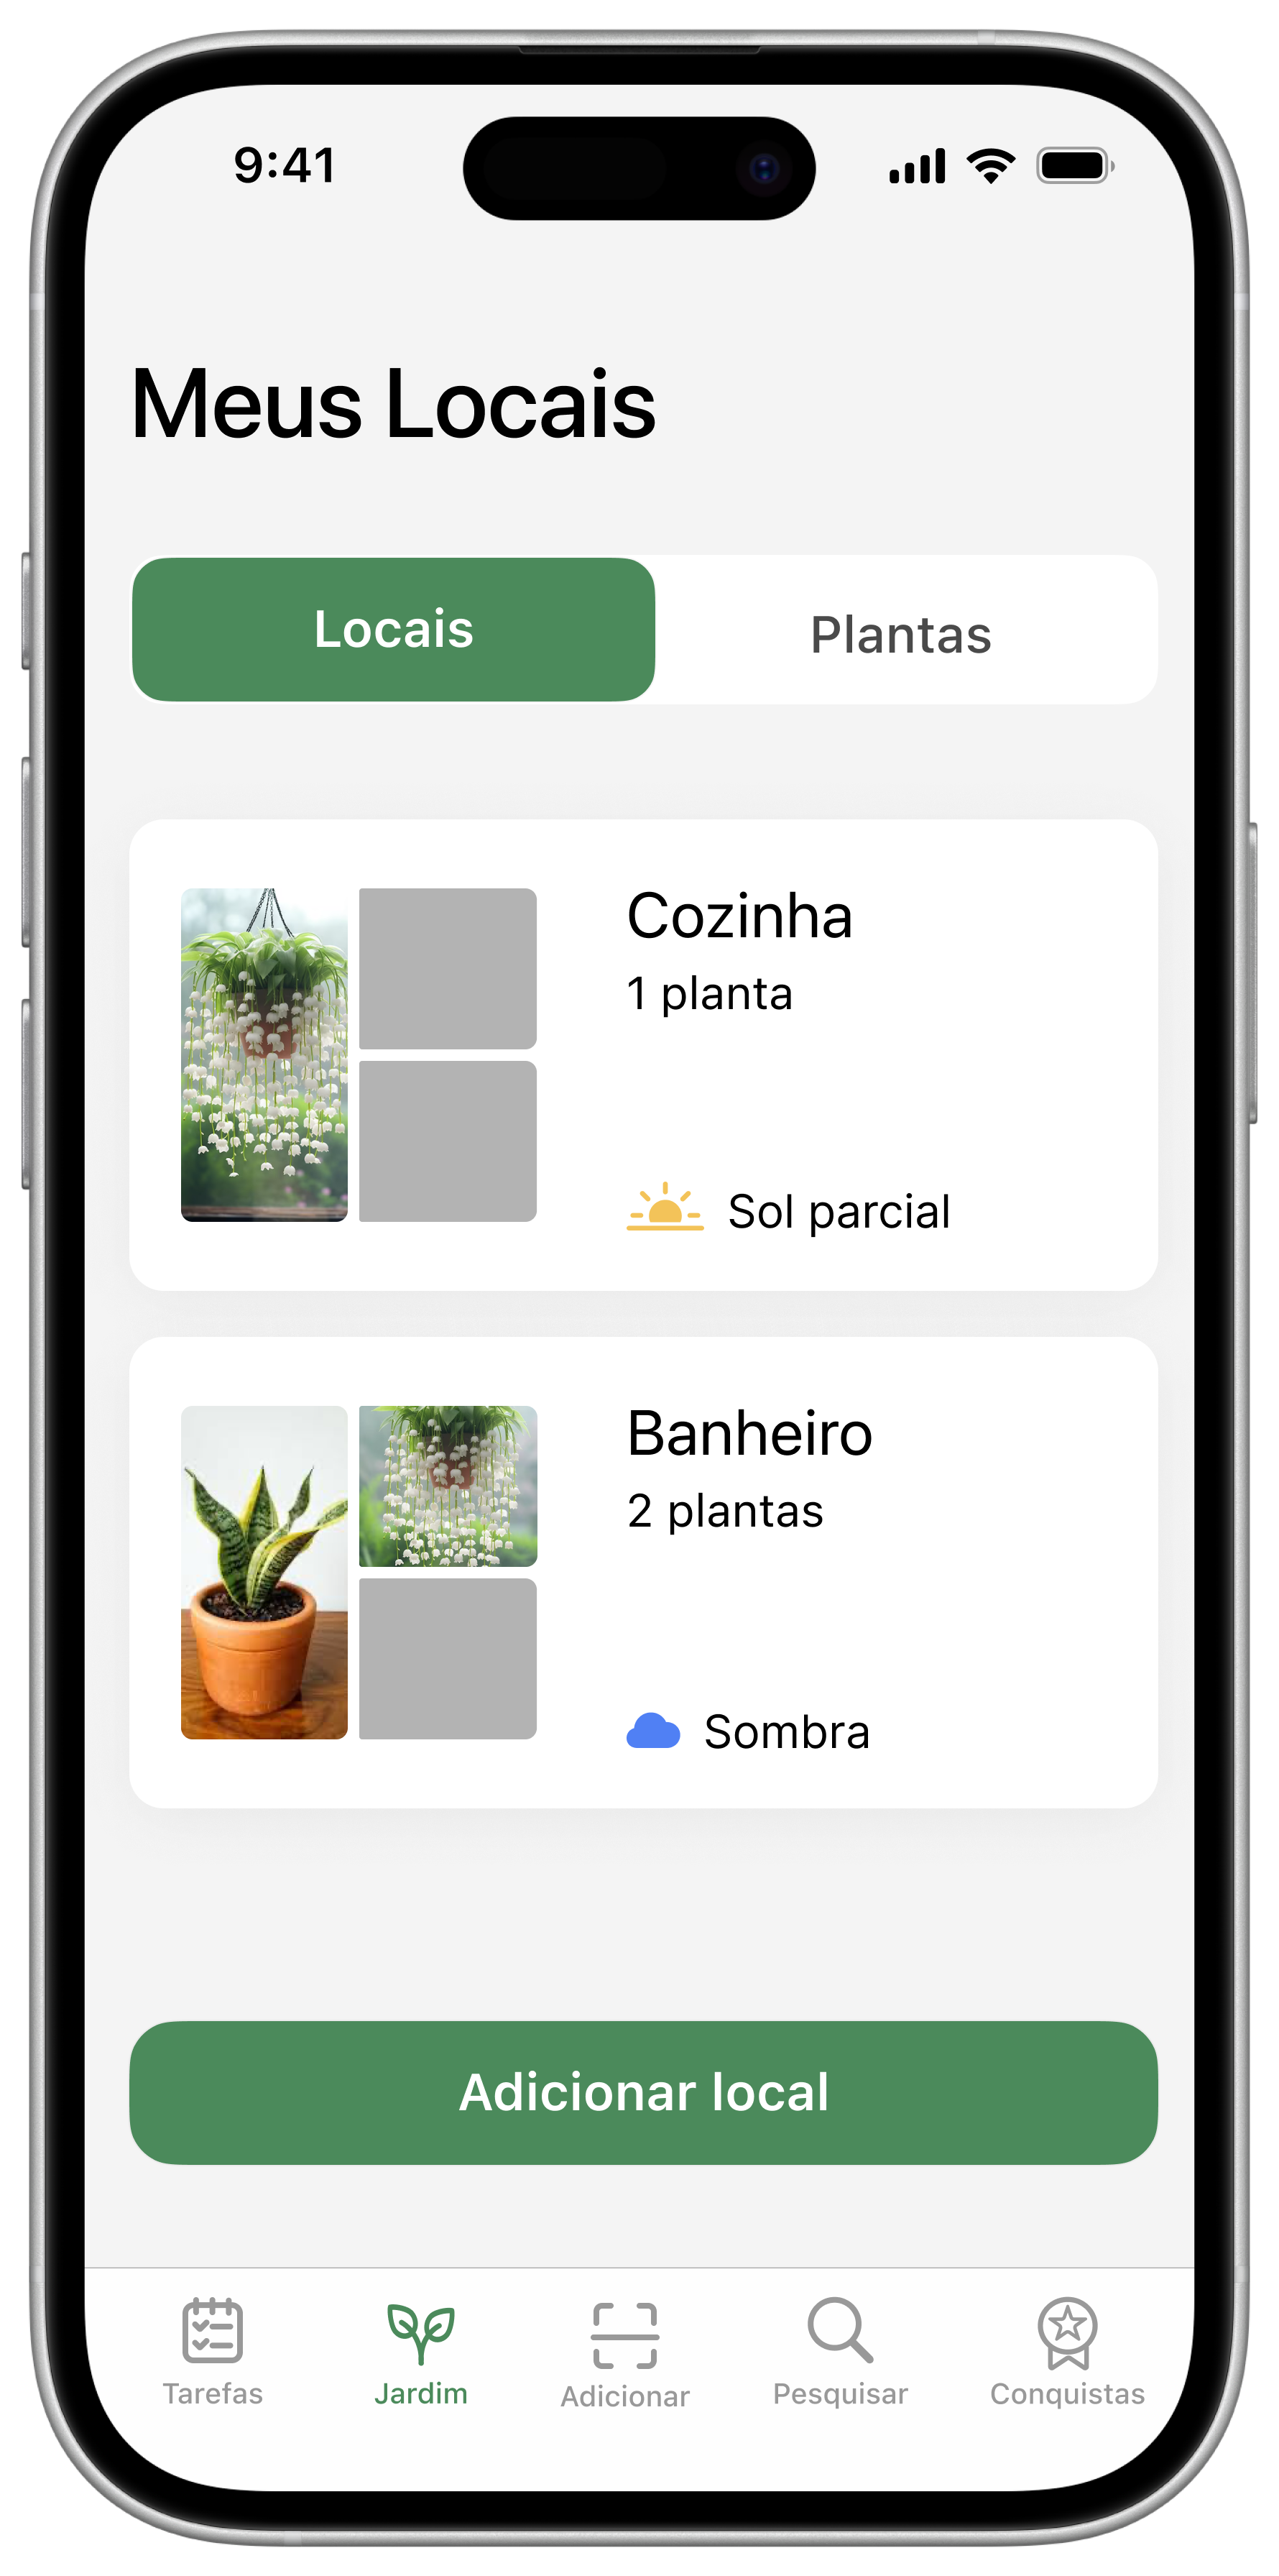 9:41
Meus Locais
Locais
Plantas
Cozinha
1 planta
Sol parcial
Banheiro
2 plantas
Sombra
Adicionar local
Tarefas
Jardim
Adicionar
Pesquisar
Conquistas